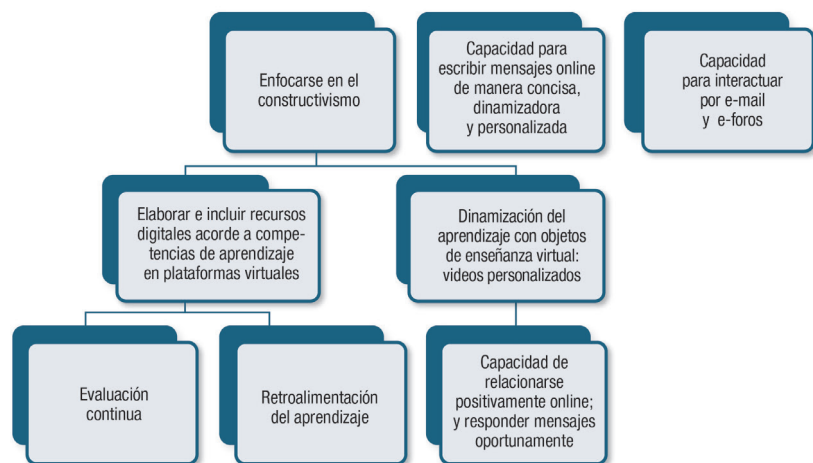 Enfocarse en el
constructivismo
Capacidad para
escribir mensajes online
de manera concisa,
dinamizadora
y personalizada
Capacidad
para interactuar
por e-mail
y e-foros
Elaborar e incluir recursos
digitales acorde a compe-
tencias de aprendizaje
en plataformas virtuales
Dinamización del
aprendizaje con objetos
de enseñanza virtual:
videos personalizados
Evaluación
continua
Retroalimentación
del aprendizaje
Capacidad de
relacionarse
positivamente online;
y responder mensajes
oportunamente